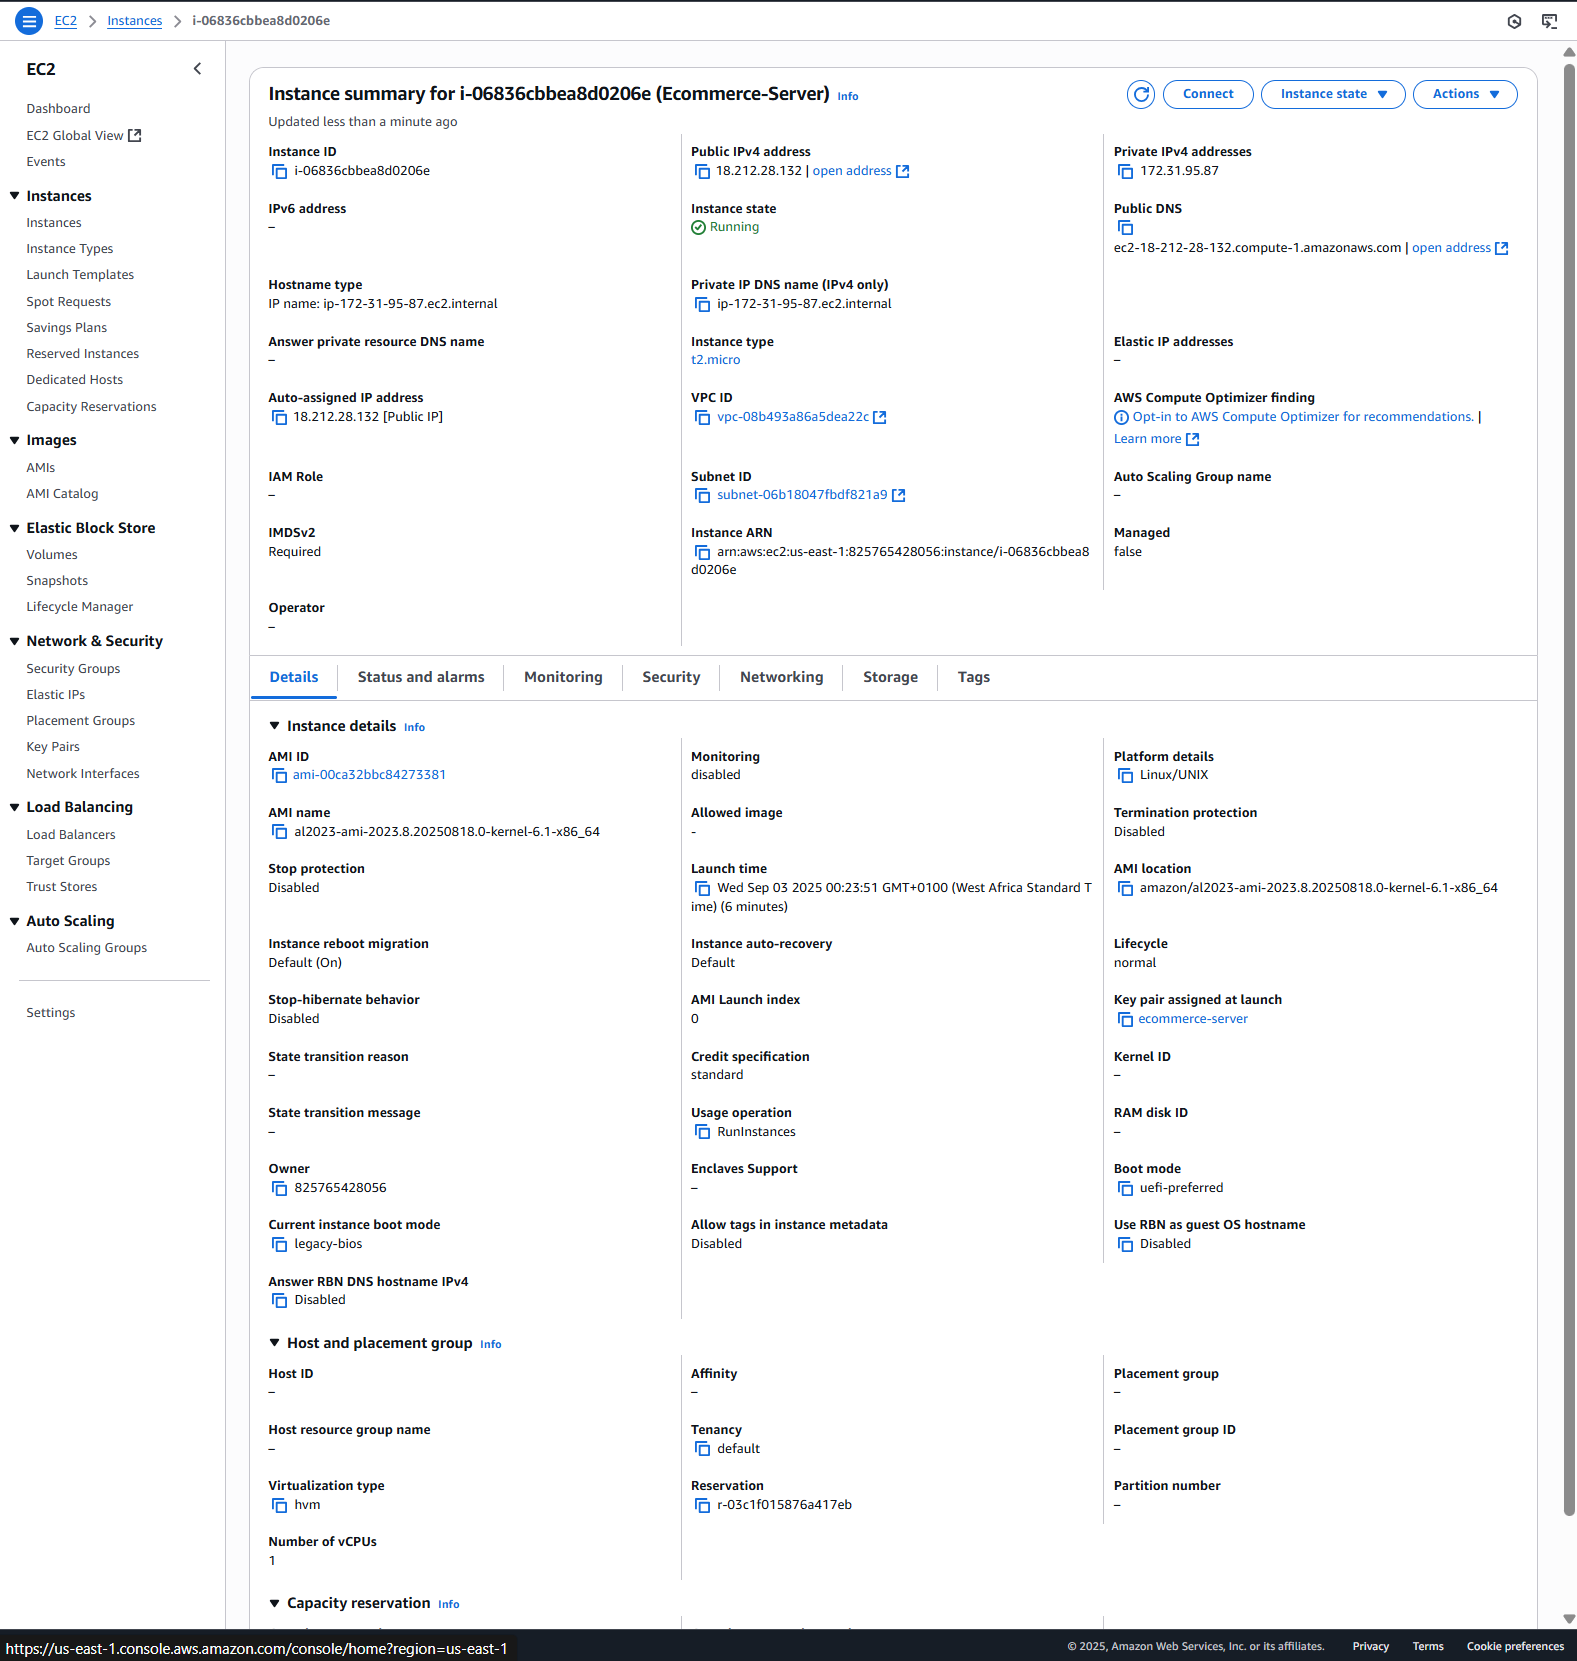 EC2 > Instances > i-06836cbbea8d0206e
EC2
Dashboard
EC2 Global View
Events
Instances
Instances
Instance Types
Launch Templates
Spot Requests
Savings Plans
Reserved Instances
Dedicated Hosts
Capacity Reservations
Images
AMIs
AMI Catalog
Elastic Block Store
Volumes
Snapshots
Lifecycle Manager
Network & Security
Security Groups
Elastic IPs
Placement Groups
Key Pairs
Network Interfaces
Load Balancing
Load Balancers
Target Groups
Trust Stores
Auto Scaling
Auto Scaling Groups
Settings
Instance summary for i-06836cbbea8d0206e (Ecommerce-Server) Info
Connect
Instance state
Actions
Updated less than a minute ago
Instance ID
i-06836cbbea8d0206e
Public IPv4 address
18.212.28.132 | open address
Private IPv4 addresses
172.31.95.87
IPv6 address
–
Instance state
Running
Public DNS
ec2-18-212-28-132.compute-1.amazonaws.com | open address
Hostname type
IP name: ip-172-31-95-87.ec2.internal
Private IP DNS name (IPv4 only)
ip-172-31-95-87.ec2.internal
Answer private resource DNS name
–
Instance type
t2.micro
Elastic IP addresses
–
Auto-assigned IP address
18.212.28.132 [Public IP]
VPC ID
vpc-08b493a86a5dea22c
AWS Compute Optimizer finding
Opt-in to AWS Compute Optimizer for recommendations. |
Learn more
IAM Role
–
Subnet ID
subnet-06b18047fbdf821a9
Auto Scaling Group name
–
IMDSv2
Required
Instance ARN
arn:aws:ec2:us-east-1:825765428056:instance/i-06836cbbea8
d0206e
Managed
false
Operator
–
Details
Status and alarms
Monitoring
Security
Networking
Storage
Tags
Instance details Info
AMI ID
ami-00ca32bbc84273381
Monitoring
disabled
Platform details
Linux/UNIX
AMI name
al2023-ami-2023.8.20250818.0-kernel-6.1-x86_64
Allowed image
-
Termination protection
Disabled
Stop protection
Disabled
Launch time
Wed Sep 03 2025 00:23:51 GMT+0100 (West Africa Standard T
ime) (6 minutes)
AMI location
amazon/al2023-ami-2023.8.20250818.0-kernel-6.1-x86_64
Instance reboot migration
Default (On)
Instance auto-recovery
Default
Lifecycle
normal
Stop-hibernate behavior
Disabled
AMI Launch index
0
Key pair assigned at launch
ecommerce-server
State transition reason
–
Credit specification
standard
Kernel ID
–
State transition message
–
Usage operation
RunInstances
RAM disk ID
–
Owner
825765428056
Enclaves Support
–
Boot mode
uefi-preferred
Current instance boot mode
legacy-bios
Allow tags in instance metadata
Disabled
Use RBN as guest OS hostname
Disabled
Answer RBN DNS hostname IPv4
Disabled
Host and placement group Info
Host ID
–
Affinity
–
Placement group
–
Host resource group name
–
Tenancy
default
Placement group ID
–
Virtualization type
hvm
Reservation
r-03c1f015876a417eb
Partition number
–
Number of vCPUs
1
Capacity reservation Info
https://us-east-1.console.aws.amazon.com/console/home?region=us-east-1
© 2025, Amazon Web Services, Inc. or its affiliates.
Privacy
Terms
Cookie preferences